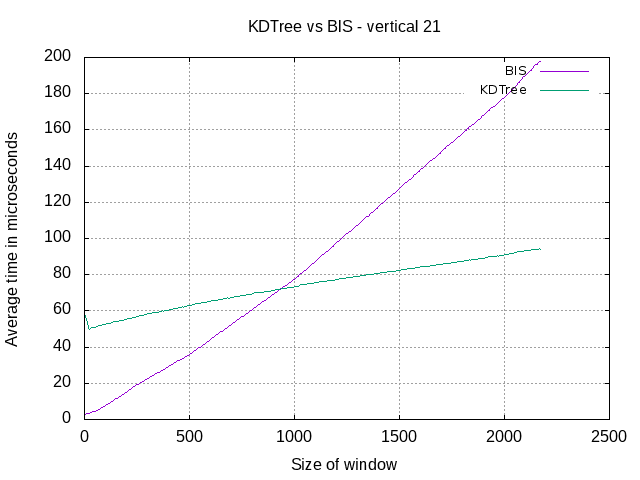 KDTree vs BIS - vertical 21
200
180
160
140
120
100
80
60
40
20
0
Average time in microseconds
BIS
KDTree
0 500 1000 1500 2000 2500
Size of window